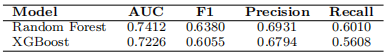 Model AUC F1 Precision Recall
Random Forest 0.7412 0.6380 0.6931 0.6010
XGBoost 0.7226 0.6055 0.6794 0.5608